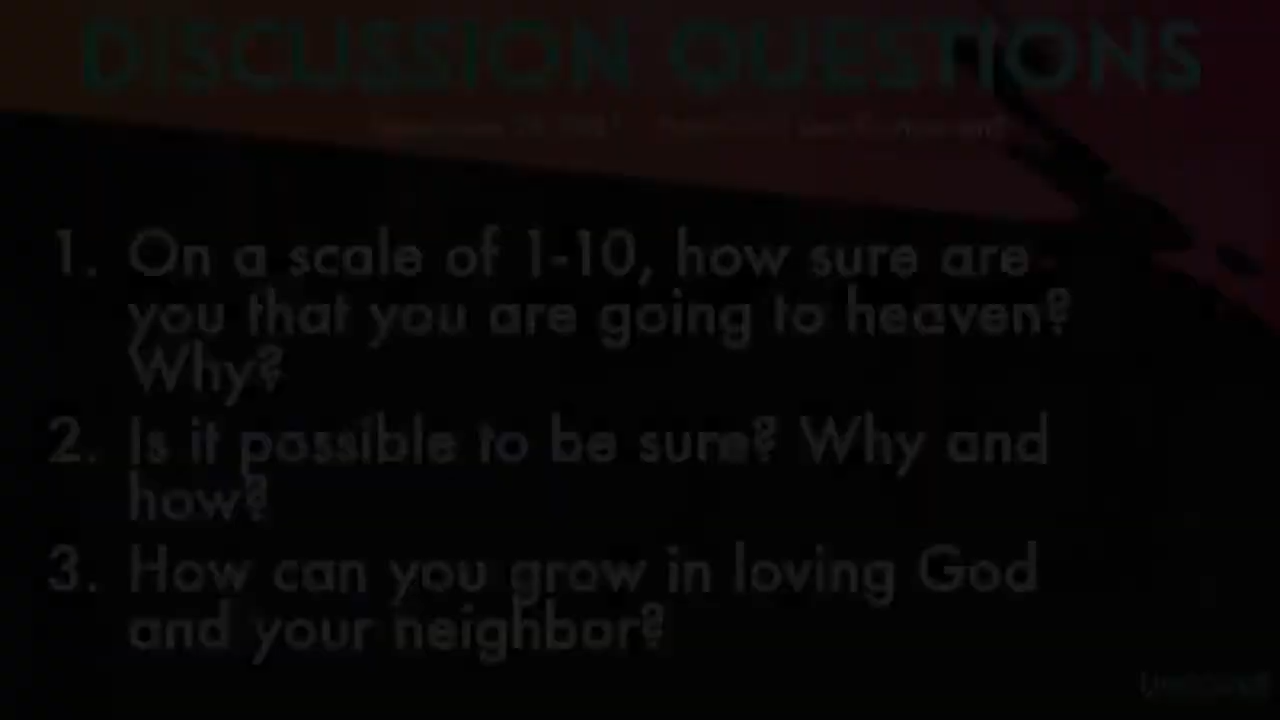 DISCUSSION QUESTIONS
1. On a scale of 1-10, how sure are
you that you are going to heaven?
Why?
2. Is it possible to be sure? Why and
how?
3. How can you grow in loving God
and your neighbor?